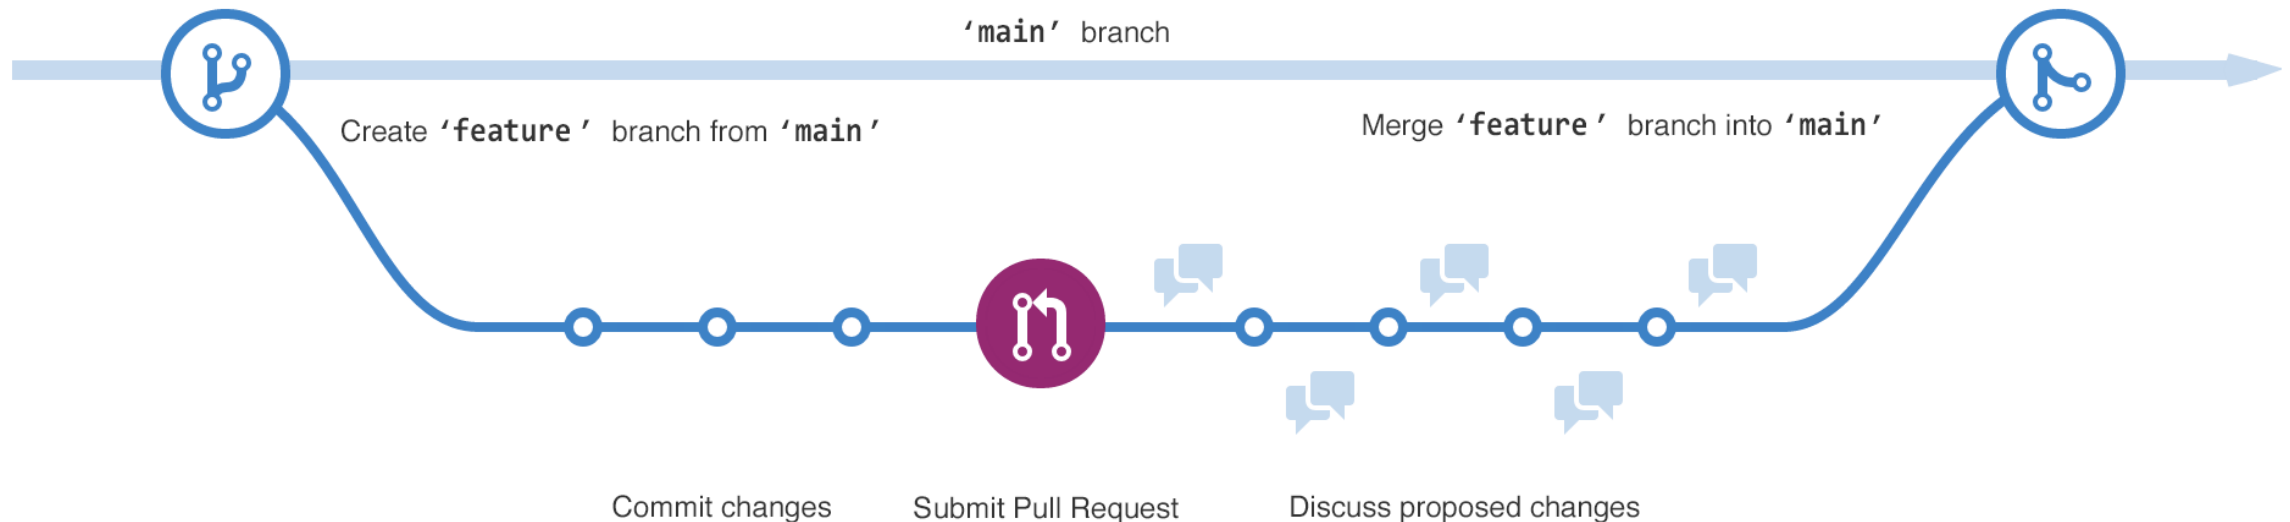 ‘main’ branch
Create ‘feature’ branch from ‘main’
Merge ‘feature’ branch into ‘main’
Commit changes
Submit Pull Request
Discuss proposed changes